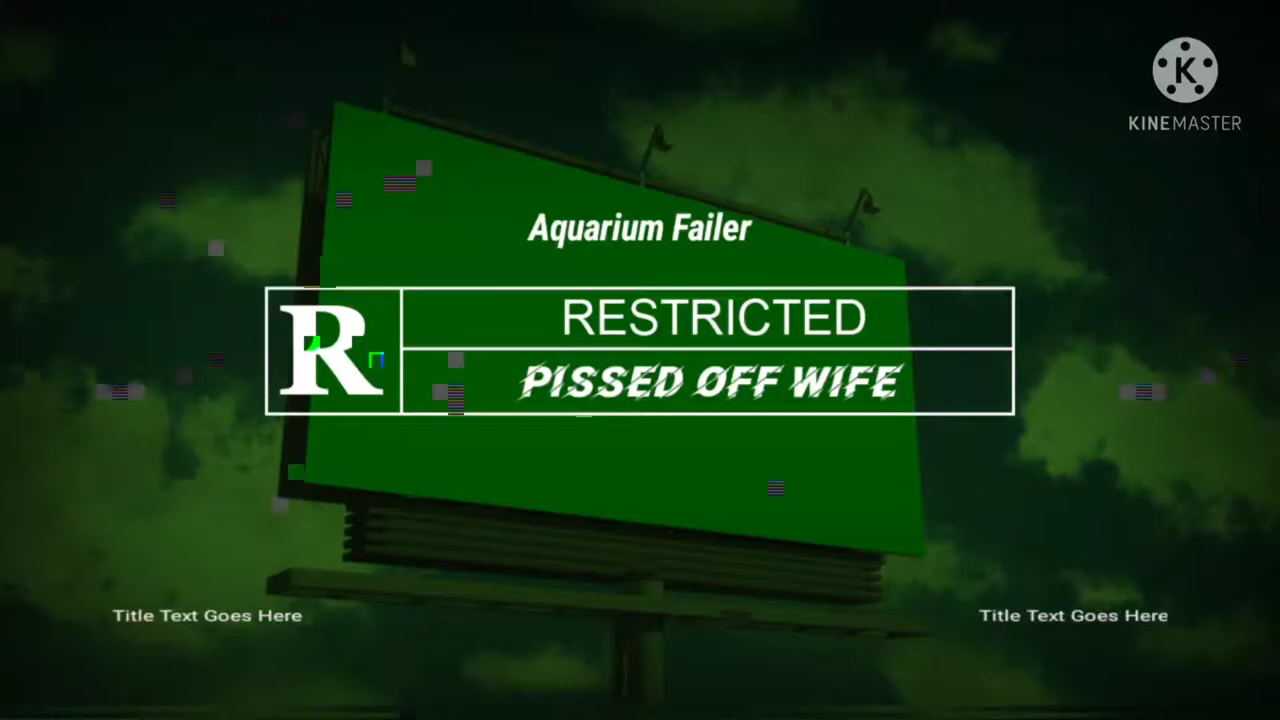 K
KINEMASTER
Aquarium Failer
R
RESTRICTED
PISSED OFF WIFE
Title Text Goes Here
Title Text Goes Here